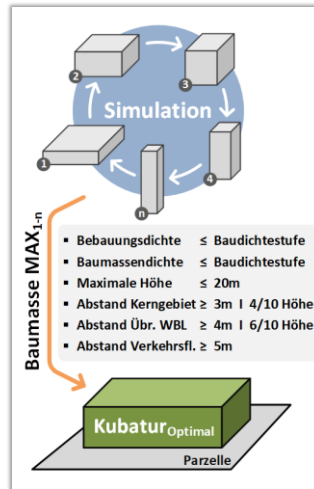 2
3
Simulation
1
4
n
Baumasse MAX1-n
▪ Bebauungsdichte ≤ Baudichtestufe
▪ Baumassendichte ≤ Baudichtestufe
▪ Maximale Höhe ≤ 20m
▪ Abstand Kerngebiet ≥ 3m I 4/10 Höhe
▪ Abstand Übr. WBL ≥ 4m I 6/10 Höhe
▪ Abstand Verkehrsfl. ≥ 5m
KubaturOptimal
Parzelle